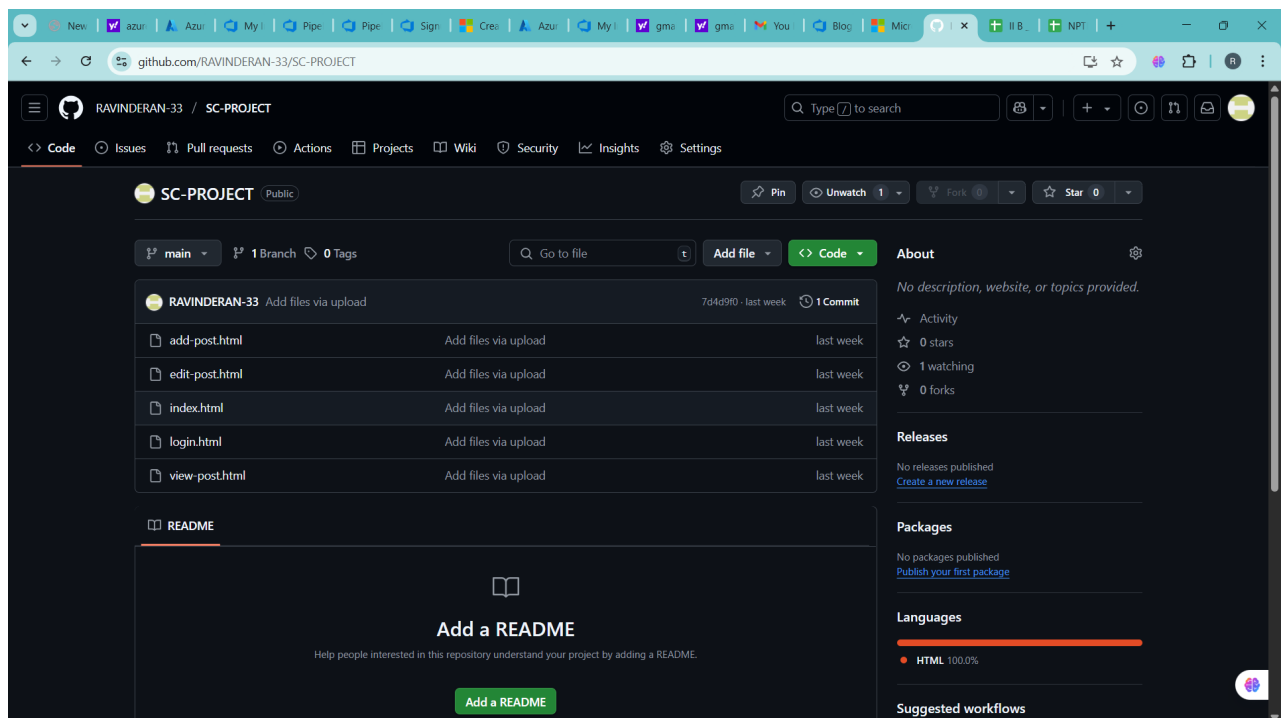 New azur Azur My Pipe Pipe Sign Crea Azur My gma gma You Blog Micr II B_ NPT
github.com/RAVINDERAN-33/SC-PROJECT R
RAVINDERAN-33 / SC-PROJECT Type / to search
Code Issues Pull requests Actions Projects Wiki Security Insights Settings
SC-PROJECT Public Pin Unwatch 1 Fork 0 Star 0
main 1 Branch 0 Tags Go to file t Add file Code
About
No description, website, or topics provided.
RAVINDERAN-33 Add files via upload 7d4d9f0 · last week 1 Commit
add-post.html Add files via upload last week
edit-post.html Add files via upload last week
index.html Add files via upload last week
login.html Add files via upload last week
view-post.html Add files via upload last week
Activity
0 stars
1 watching
0 forks
Releases
No releases published
Create a new release
README
Add a README
Help people interested in this repository understand your project by adding a README.
Add a README
Packages
No packages published
Publish your first package
Languages
HTML 100.0%
Suggested workflows